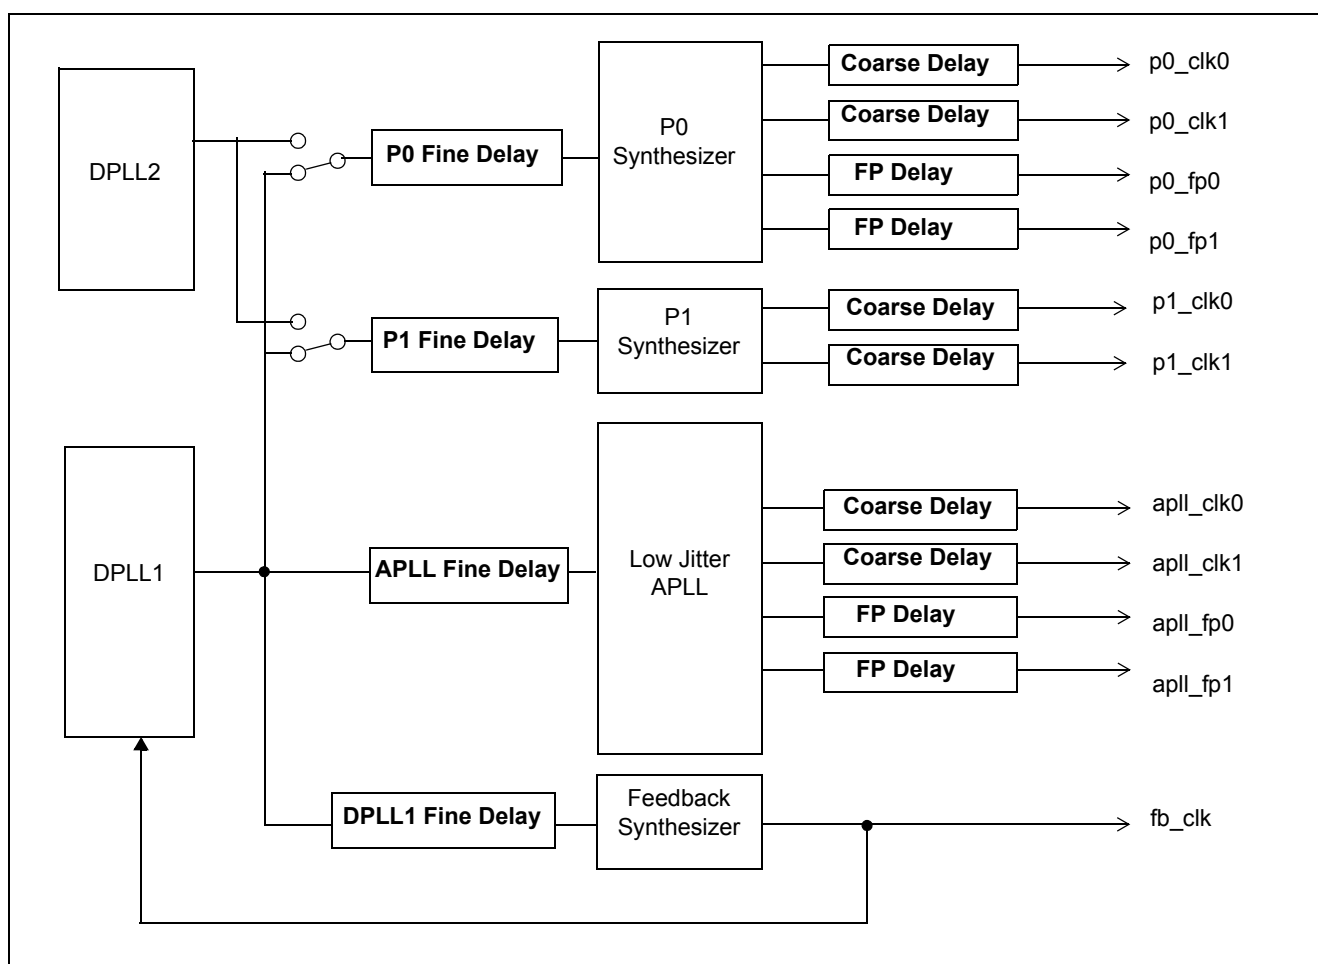 Coarse Delay
p0_clk0
DPLL2
P0 Fine Delay
P0
Synthesizer
Coarse Delay
p0_clk1
FP Delay
p0_fp0
FP Delay
p0_fp1
P1 Fine Delay
P1
Synthesizer
Coarse Delay
p1_clk0
Coarse Delay
p1_clk1
DPLL1
APLL Fine Delay
Low Jitter
APLL
Coarse Delay
apll_clk0
Coarse Delay
apll_clk1
FP Delay
apll_fp0
FP Delay
apll_fp1
DPLL1 Fine Delay
Feedback
Synthesizer
fb_clk